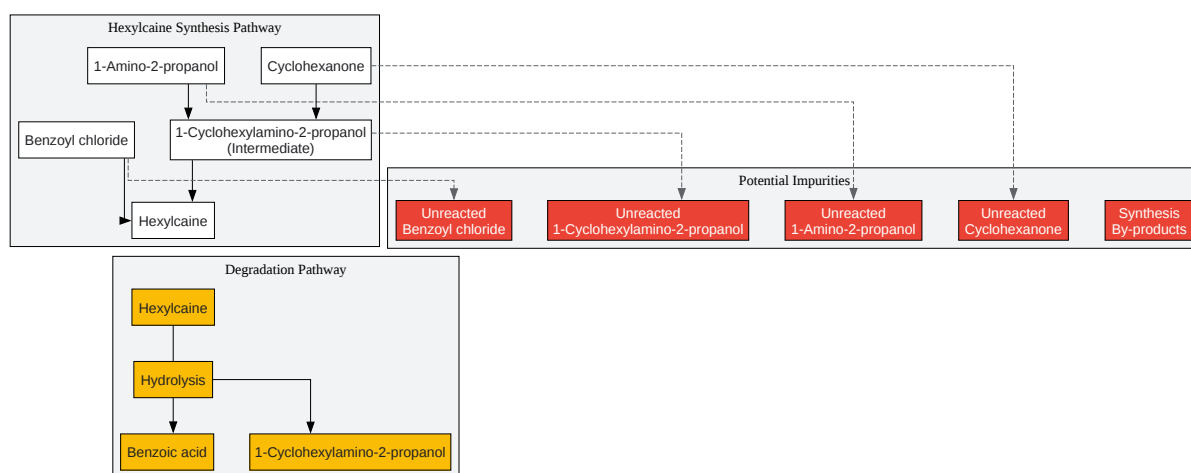 Hexylcaine Synthesis Pathway
1-Amino-2-propanol
Cyclohexanone
Benzoyl chloride
1-Cyclohexylamino-2-propanol
(Intermediate)
Hexylcaine
Potential Impurities
Unreacted
Benzoyl chloride
Unreacted
1-Cyclohexylamino-2-propanol
Unreacted
1-Amino-2-propanol
Unreacted
Cyclohexanone
Synthesis
By-products
Degradation Pathway
Hexylcaine
Hydrolysis
Benzoic acid
1-Cyclohexylamino-2-propanol